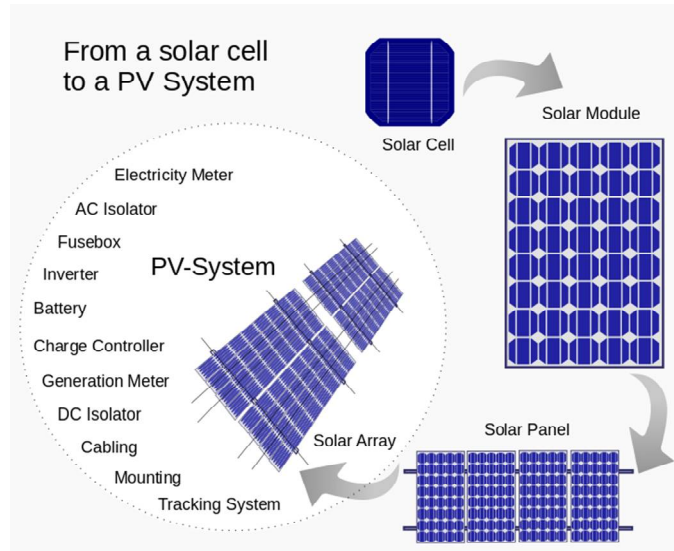 From a solar cell
to a PV System
Solar Cell
Solar Module
Electricity Meter
AC Isolator
Fusebox
Inverter
PV-System
Battery
Charge Controller
Generation Meter
DC Isolator
Cabling
Mounting
Tracking System
Solar Array
Solar Panel